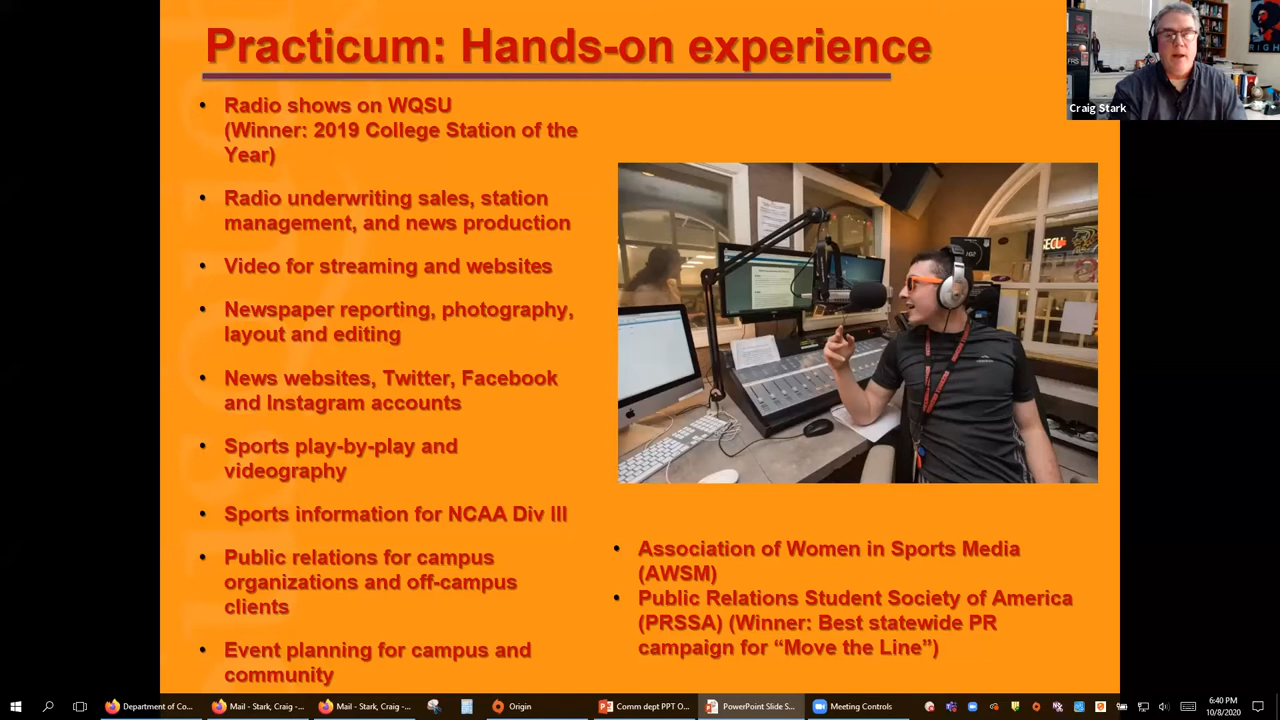 Practicum: Hands-on experience
RIGH
Craig Stark
• Radio shows on WQSU
(Winner: 2019 College Station of the
Year)
• Radio underwriting sales, station
management, and news production
• Video for streaming and websites
• Newspaper reporting, photography,
layout and editing
• News websites, Twitter, Facebook
and Instagram accounts
• Sports play-by-play and
videography
• Sports information for NCAA Div III
• Public relations for campus
organizations and off-campus
clients
• Event planning for campus and
community
• Association of Women in Sports Media
(AWSM)
• Public Relations Student Society of America
(PRSSA) (Winner: Best statewide PR
campaign for “Move the Line”)
Department of Co...
Mail - Stark, Craig -...
Mail - Stark, Craig -...
Origin
Comm dept PPT O...
PowerPoint Slide S...
Meeting Controls
6:40 PM
10/8/2020